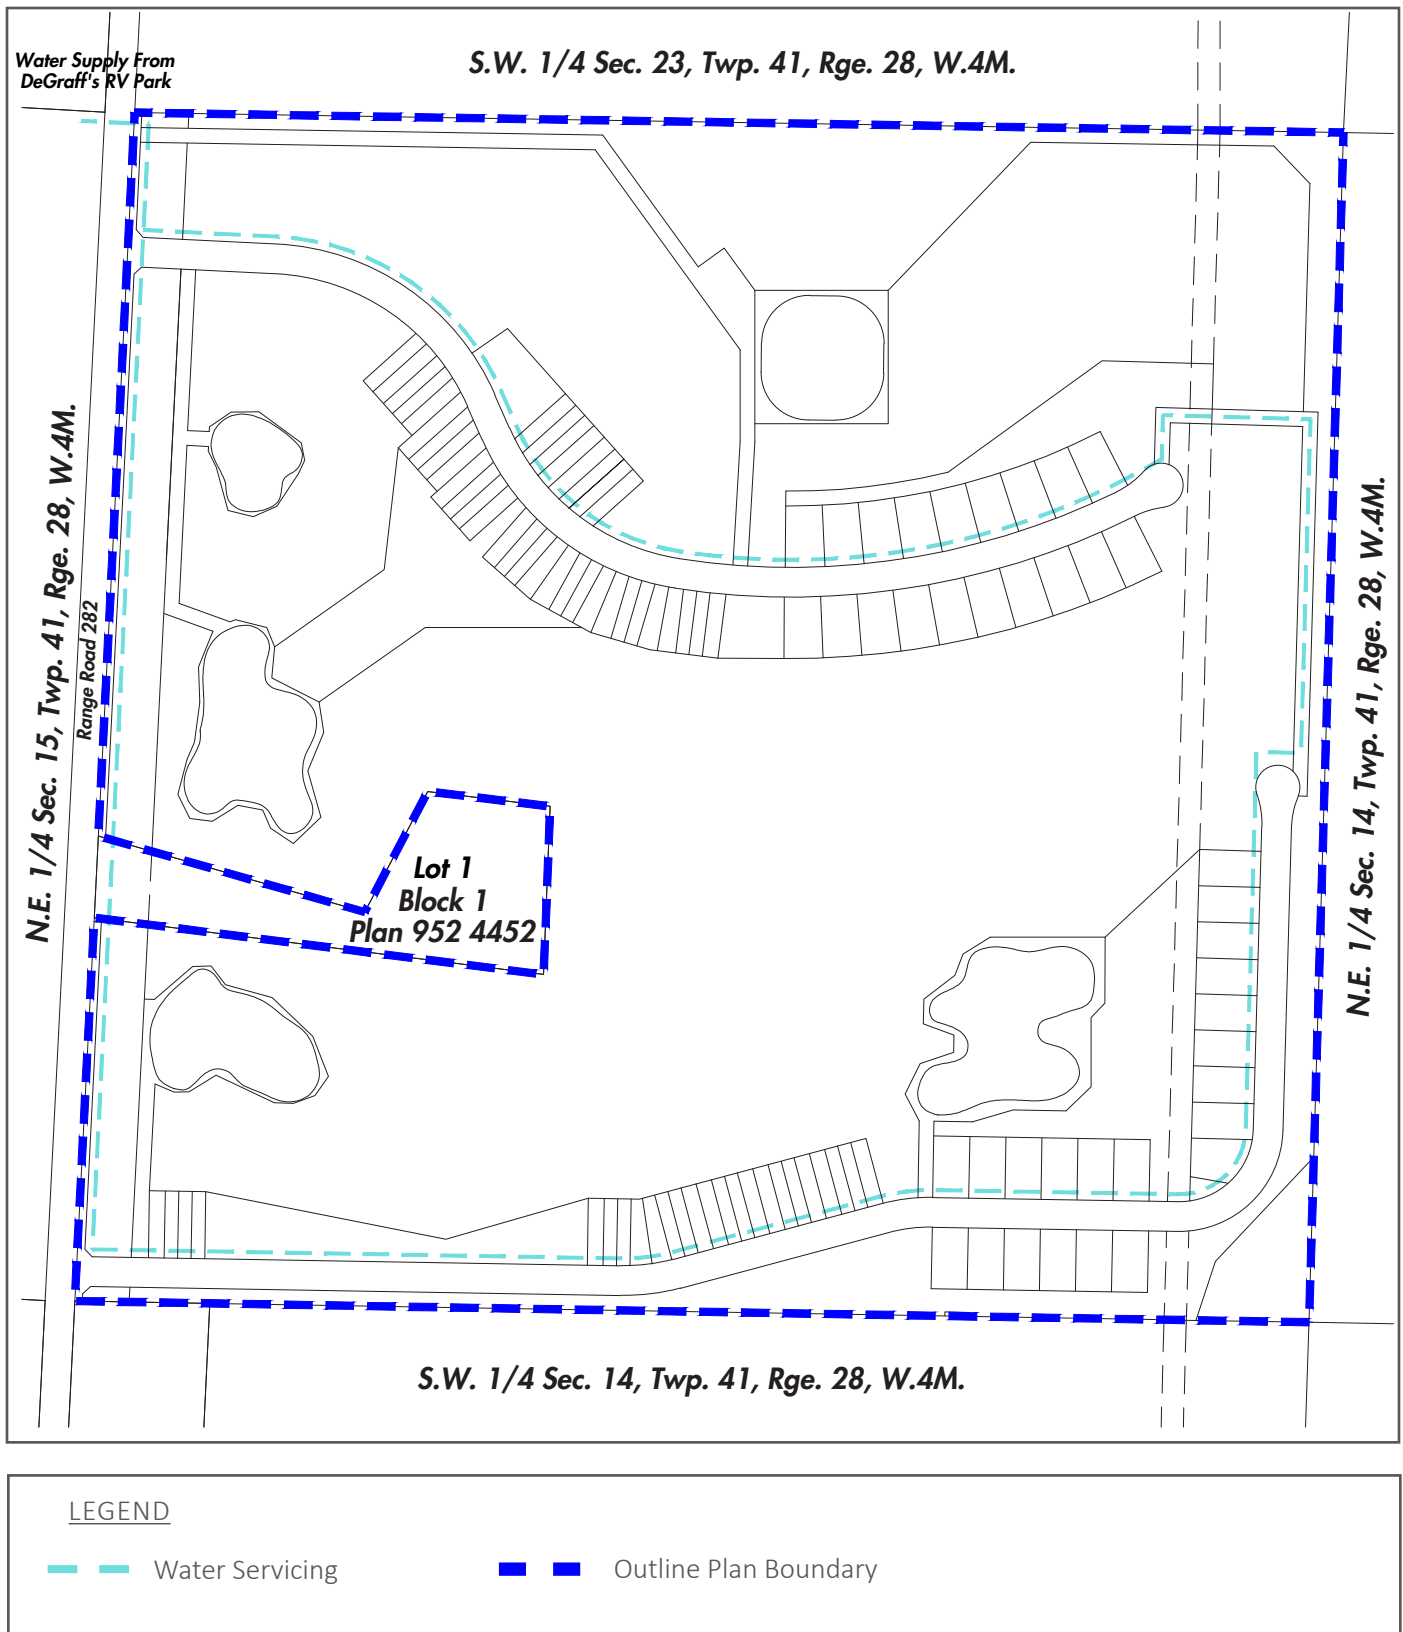 Water Supply From
DeGraff's RV Park
S.W. 1/4 Sec. 23, Twp. 41, Rge. 28, W.4M.
N.E. 1/4 Sec. 15, Twp. 41, Rge. 28, W.4M.
Range Road 282
N.E. 1/4 Sec. 14, Twp. 41, Rge. 28, W.4M.
Lot 1
Block 1
Plan 952 4452
S.W. 1/4 Sec. 14, Twp. 41, Rge. 28, W.4M.
LEGEND
Water Servicing
Outline Plan Boundary